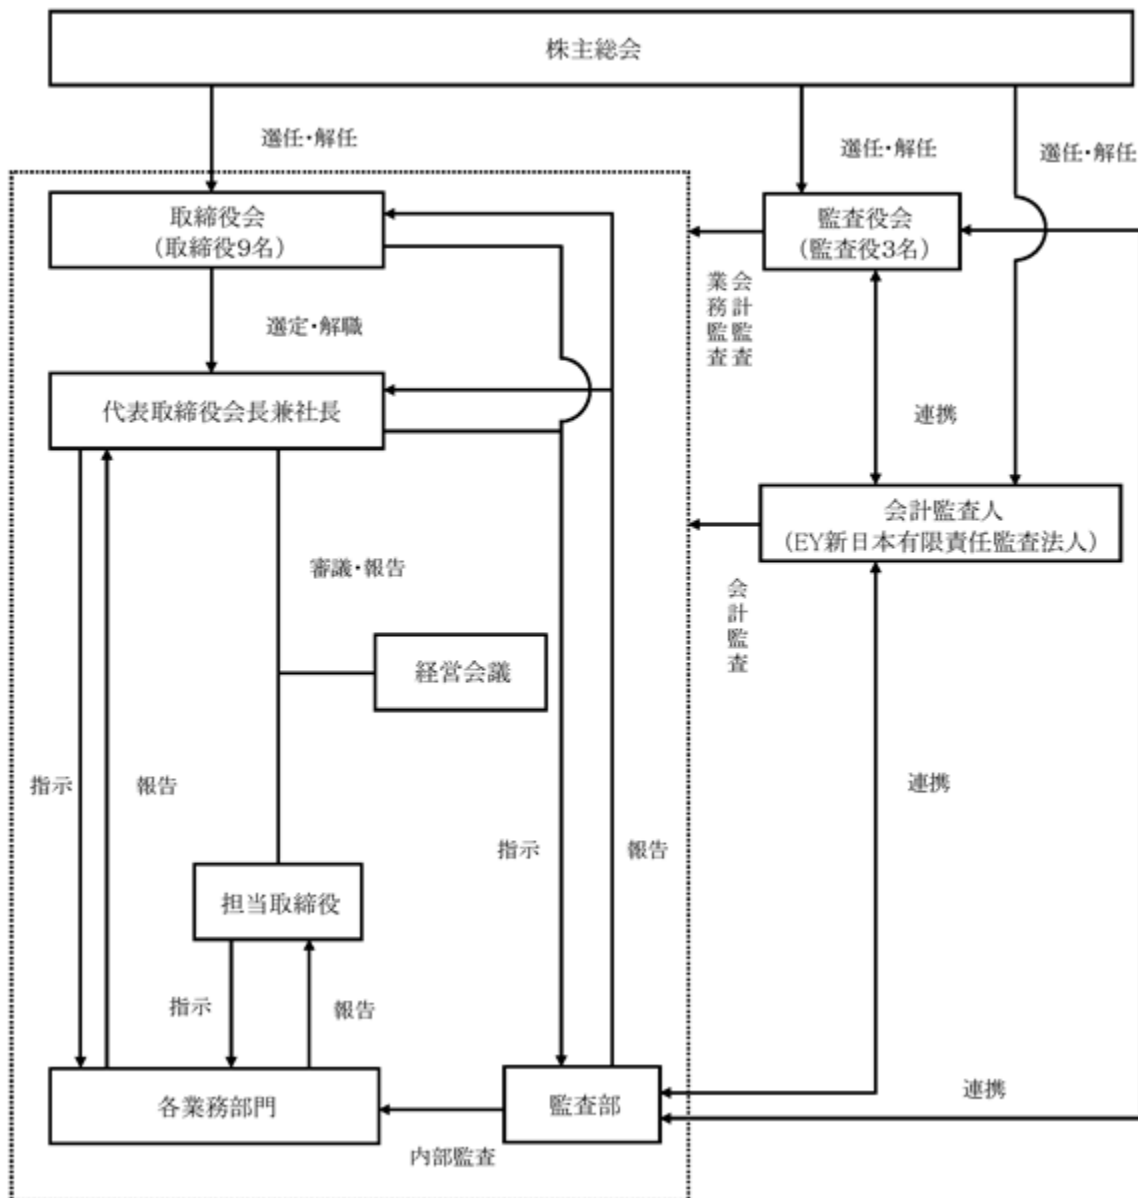 株主総会
選任・解任
選任・解任
選任・解任
取締役会
(取締役9名)
監査役会
(監査役3名)
業務監査
会計監査
選定・解職
代表取締役会長兼社長
連携
会計監査人
(EY新日本有限責任監査法人)
審議・報告
会計監査
経営会議
指示
報告
連携
指示
報告
担当取締役
指示
報告
各業務部門
監査部
連携
内部監査